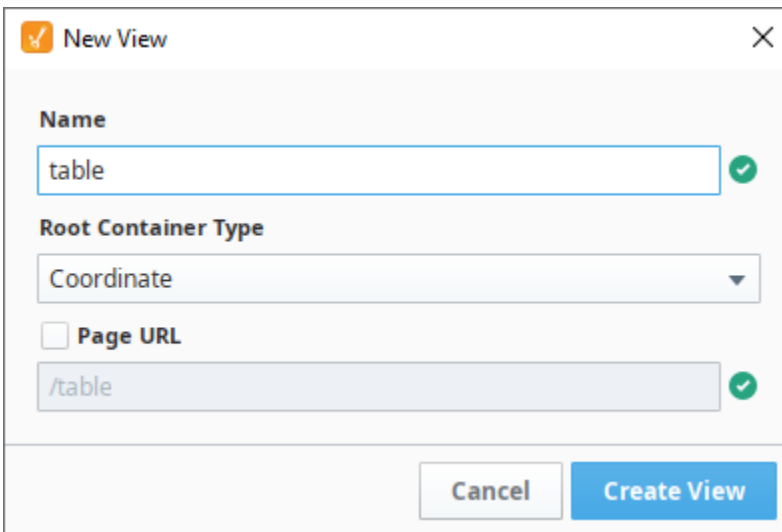 New View
Name
table
Root Container Type
Coordinate
Page URL
/table
Cancel Create View